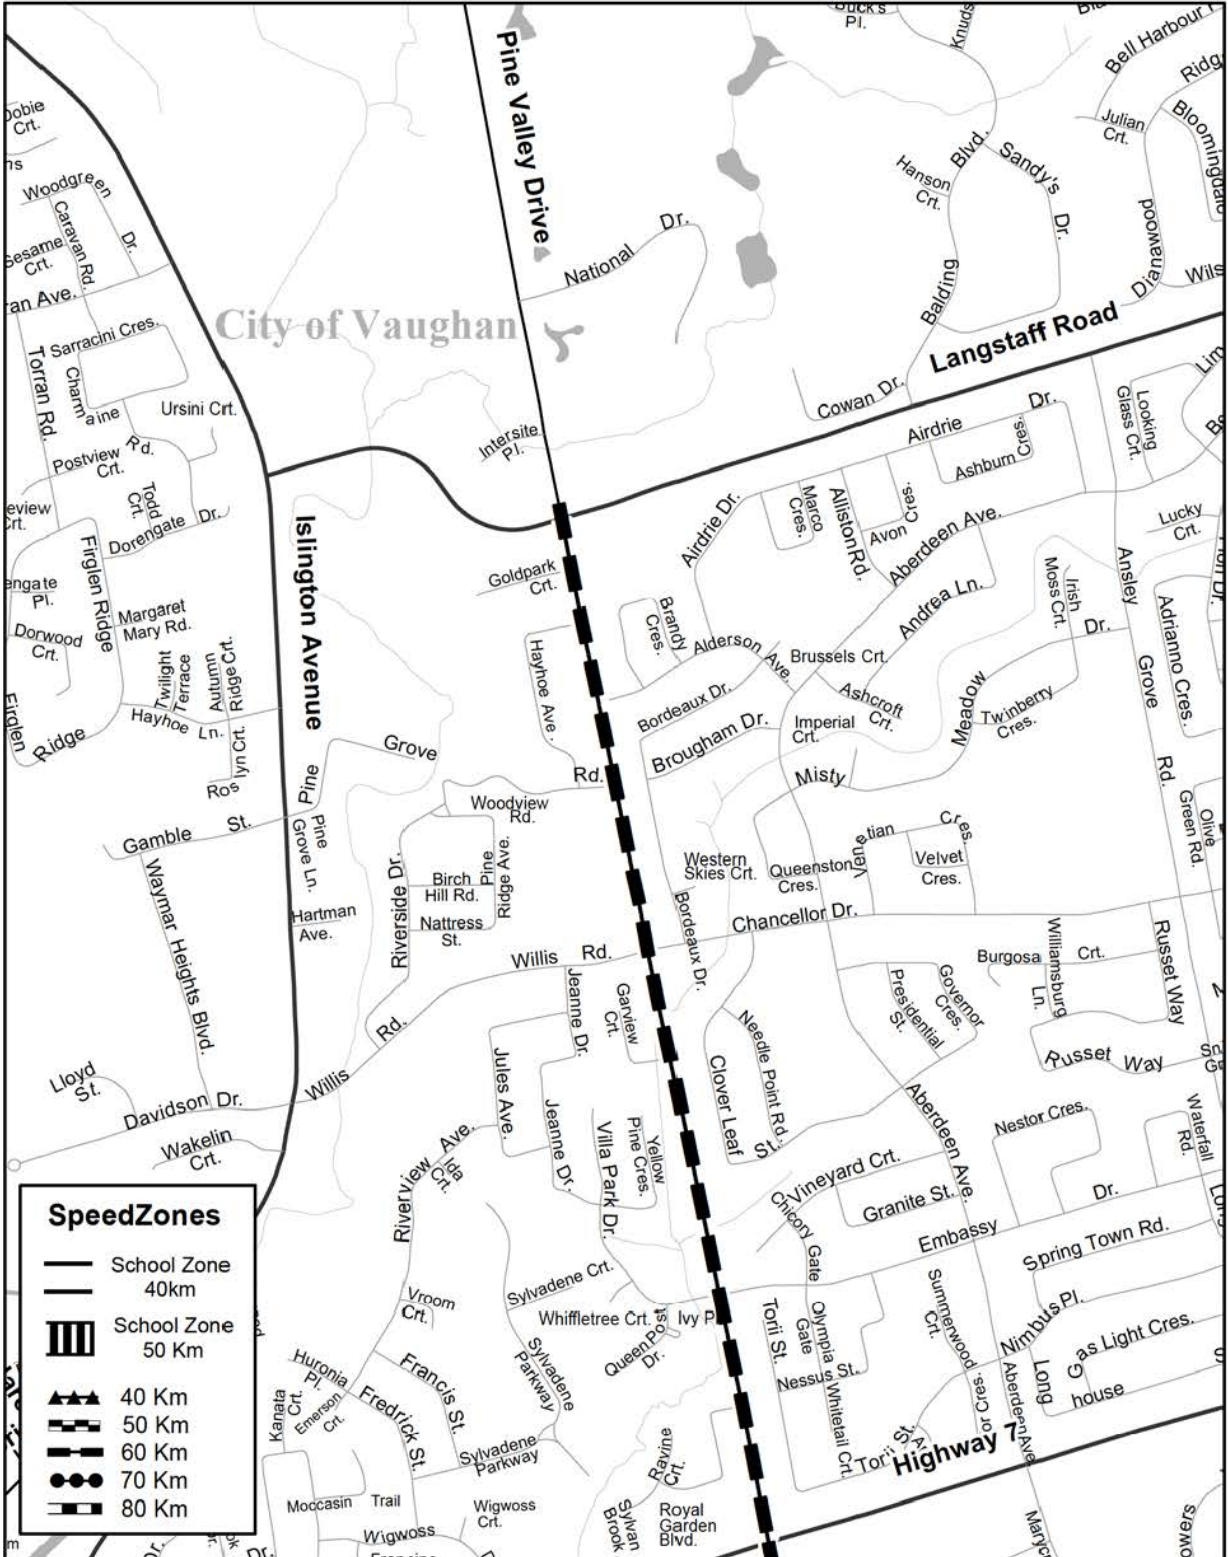 Pl.
Pine Valley Drive
Bell Harbour
Julian
Crt.
Crt.
Woodgreen
Dr.
Caravan Rd.
Crt.
Hanson
Crt.
Blvd.
Sandy's
Dr.
Balding
National
Dr.
City of Vaughan
Langstaff Road
Sarracini Cres.
Torran Rd.
Charmaine
Rd.
Ursini Crt.
Postview
Crt.
Intersite
Pl.
Cowan Dr.
Airdrie
Dr.
Ashburn
Cres.
Looking
Glass Crt.
Todd
Crt.
Dorengate Dr.
Airdrie Dr.
Marco
Cres.
Alliston Rd.
Avon
Cres.
Aberdeen Ave.
Lucky
Crt.
Islington Avenue
Firglen Ridge
Pl.
Dorwood
Crt.
Margaret
Mary Rd.
Twilight
Terrace
Autumn
Ridge Crt.
Hayhoe Ln.
Roslyn Crt.
Ridge
Goldpark
Crt.
Hayhoe Ave.
Brandy
Cres.
Alderson Ave.
Brussels Crt.
Andrea Ln.
Irish
Moss Crt.
Ansley
Grove
Rd.
Adrianno Cres.
Bordeaux Dr.
Ashcroft
Crt.
Imperial
Crt.
Brougham Dr.
Misty
Meadow
Dr.
Twinberry
Cres.
Pine
Grove
Rd.
Gamble St.
Pine
Grove Ln.
Woodview
Rd.
Riverside Dr.
Birch
Hill Rd.
Pine
Ridge Ave.
Nattress
St.
Hartman
Ave.
Waymar Heights Blvd.
Western
Skies Crt.
Queenston
Cres.
Venetian
Cres.
Velvet
Cres.
Green Rd.
Olive
Bordeaux Dr.
Chancellor Dr.
Willis Rd.
Rd.
Willis
Burgosa Crt.
Williamsburg
Ln.
Russet Way
Presidential
St.
Governor
Cres.
Russet Way
Jeanne Dr.
Garview
Crt.
Jules Ave.
Needle Point Rd.
Clover Leaf
St.
Lloyd
St.
Davidson Dr.
Wakelin
Crt.
Riverview Ave.
Ida
Crt.
Jeanne Dr.
Villa Park Dr.
Yellow
Pine Cres.
Aberdeen Ave.
Nestor Cres.
Waterfall
Rd.
Vineyard Crt.
Granite St.
Chicory Gate
Embassy
Dr.
Spring Town Rd.
SpeedZones
School Zone
40km
School Zone
50 Km
40 Km
50 Km
60 Km
70 Km
80 Km
Vroom
Crt.
Sylvadene Crt.
Whiffletree Crt.
Queen Post
Dr.
Torii St.
Olympia
Gate
Nessus St.
Whitetail Crt.
Summerwood
Crt.
Nimbus Pl.
Gas Light Cres.
Long
house
Aberdeen Ave.
Torii St.
Highway 7
Huronia
Pl.
Kanata
Crt.
Emerson
Crt.
Fredrick St.
Francis St.
Sylvadene
Parkway
Sylvadene
Parkway
Ravine
Crt.
Sylvan
Brook
Royal
Garden
Blvd.
Moccasin Trail
Wigwoss
Crt.
Wigwoss
Dr.
Dr.